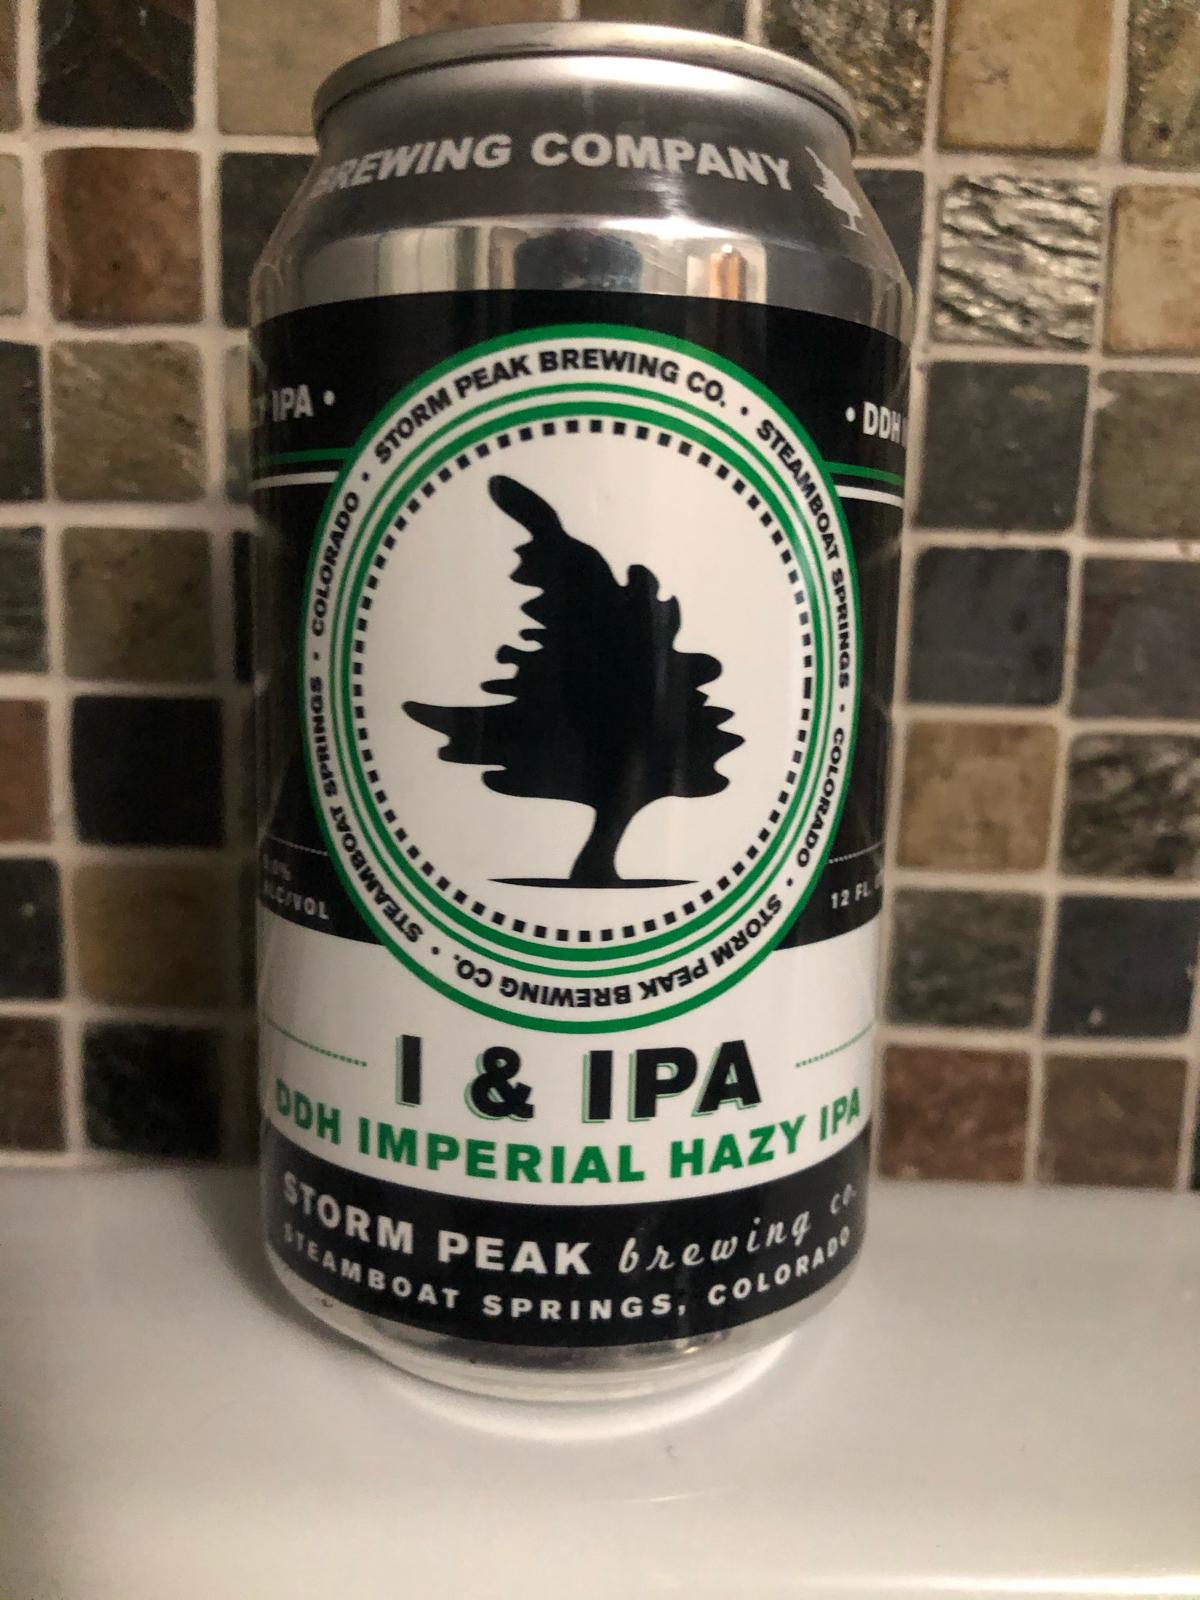 BREWING COMPANY
IPA •
• DDH
STORM PEAK BREWING CO. • STEAMBOAT SPRINGS • COLORADO • STORM PEAK BREWING CO. • STEAMBOAT SPRINGS • COLORADO •
ALC/VOL
12 FL.
I & IPA
DDH IMPERIAL HAZY IPA
STORM PEAK brewing co.
STEAMBOAT SPRINGS, COLORADO